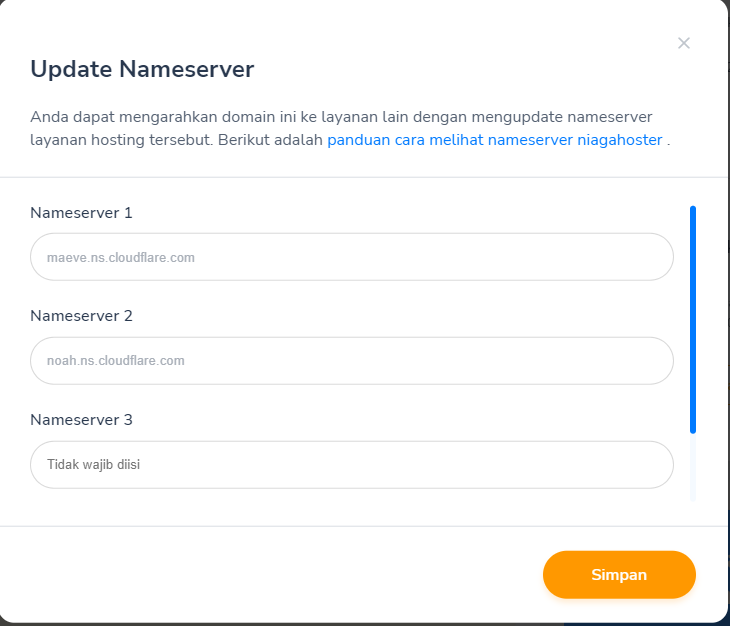 Update Nameserver
Anda dapat mengarahkan domain ini ke layanan lain dengan mengupdate nameserver
layanan hosting tersebut. Berikut adalah panduan cara melihat nameserver niagahoster .
Nameserver 1
maeve.ns.cloudflare.com
Nameserver 2
noah.ns.cloudflare.com
Nameserver 3
Tidak wajib diisi
Simpan